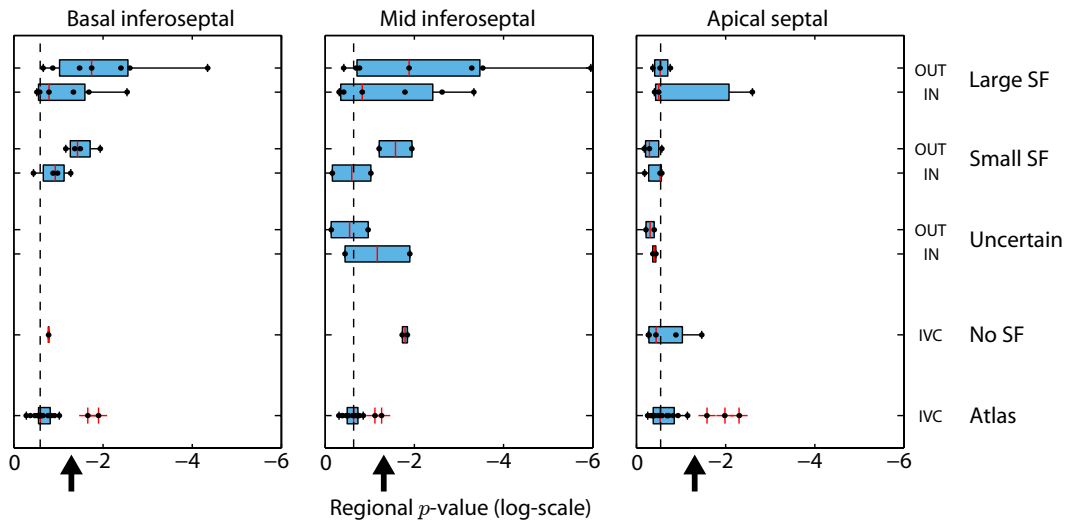 Basal inferoseptal Mid inferoseptal Apical septal
OUT
Large SF
IN
OUT
Small SF
IN
OUT
Uncertain
IN
IVC No SF
IVC Atlas
0 −2 −4 −6 0 −2 −4 −6 0 −2 −4 −6
Regional p-value (log-scale)